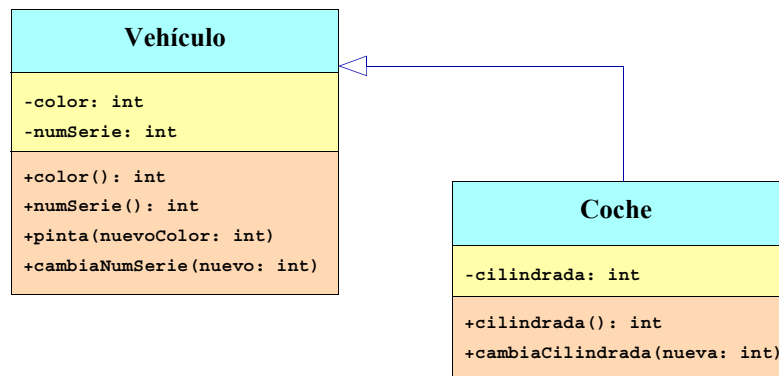 Vehículo
-color: int
-numSerie: int
+color(): int
+numSerie(): int
+pinta(nuevoColor: int)
+cambiaNumSerie(nuevo: int)
Coche
-cilindrada: int
+cilindrada(): int
+cambiaCilindrada(nueva: int)